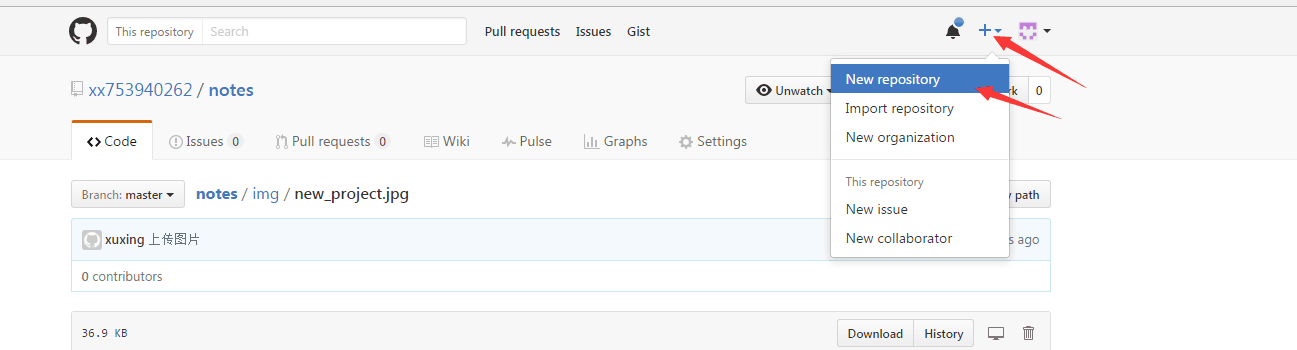 This repository Search Pull requests Issues Gist
xx753940262 / notes Unwatch 0
New repository
Import repository
New organization
This repository
New issue
New collaborator
Code Issues 0 Pull requests 0 Wiki Pulse Graphs Settings
Branch: master notes / img / new_project.jpg path
xuxing 上传图片 ago
0 contributors
36.9 KB Download History